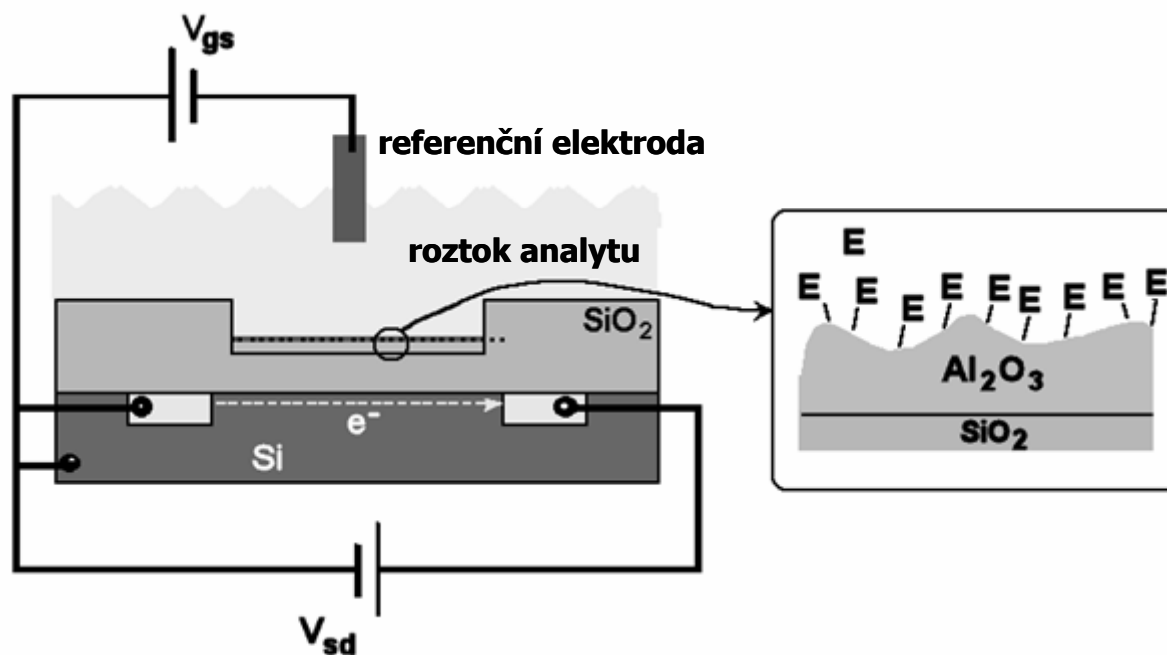 Vgs
referenční elektroda
roztok analytu
SiO2
e-
Si
Vsd
E
E E E E E E E E E
Al2O3
SiO2